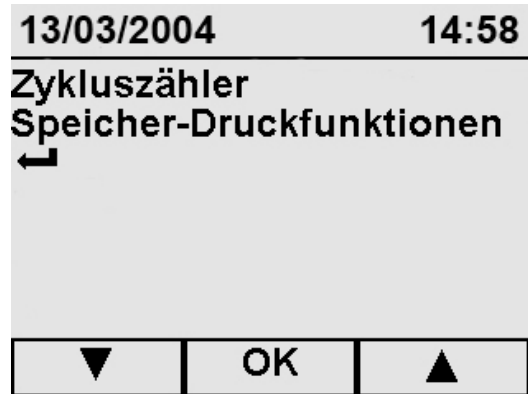 13/03/2004 14:58
Zykluszähler
Speicher-Druckfunktionen
↵
▼ OK ▲